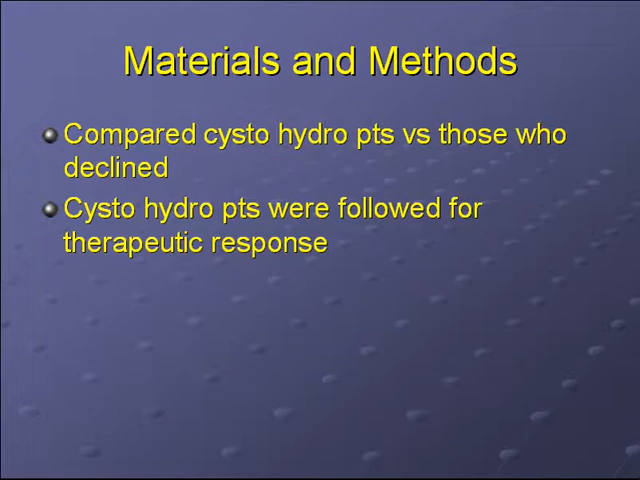 Materials and Methods
Compared cysto hydro pts vs those who
declined
Cysto hydro pts were followed for
therapeutic response